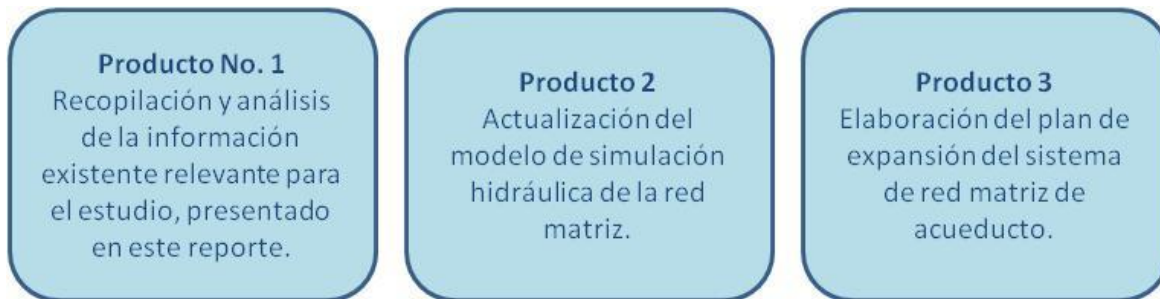 Producto No. 1
Recopilación y análisis
de la información
existente relevante para
el estudio, presentado
en este reporte.
Producto 2
Actualización del
modelo de simulación
hidráulica de la red
matriz.
Producto 3
Elaboración del plan de
expansión del sistema
de red matriz de
acueducto.